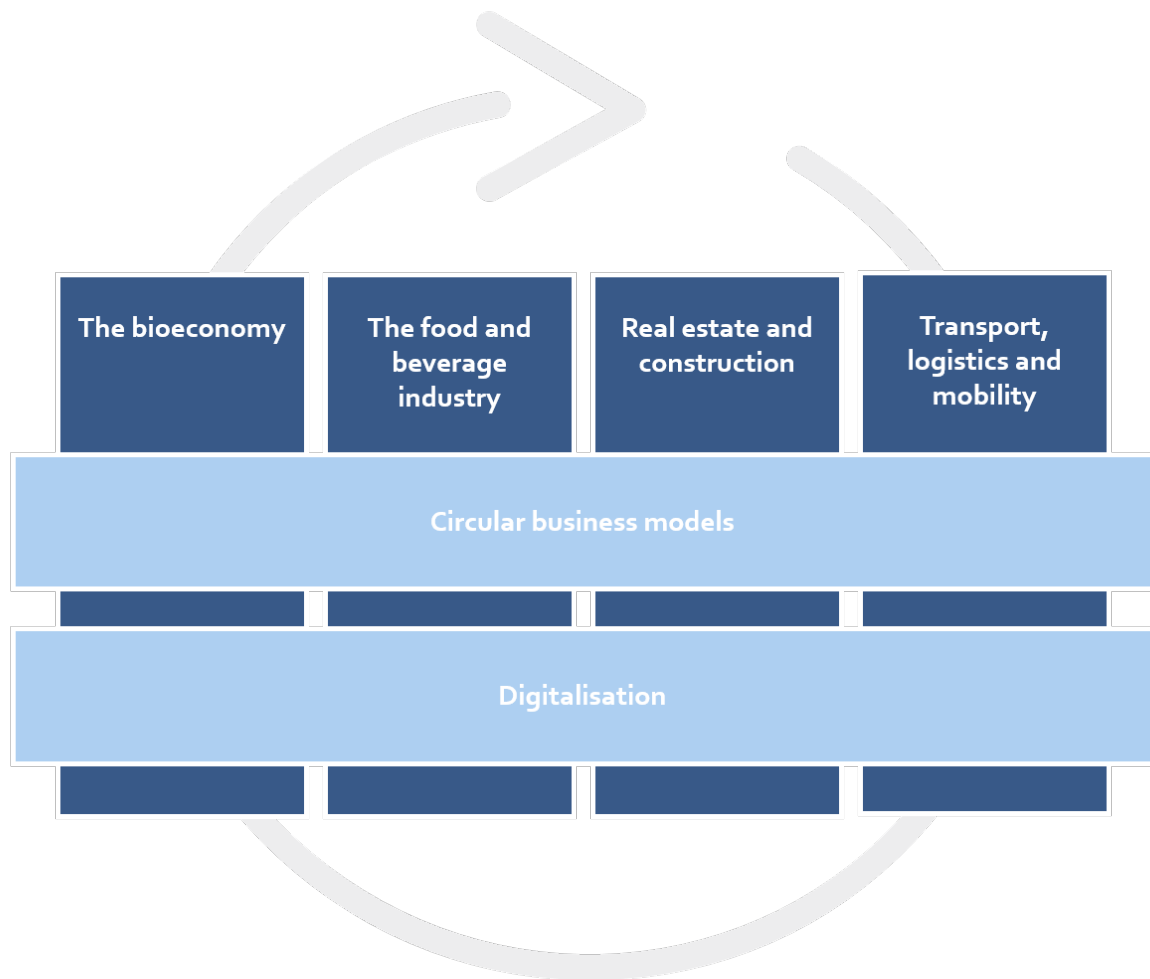 The bioeconomy
The food and
beverage
industry
Real estate and
construction
Transport,
logistics and
mobility
Circular business models
Digitalisation